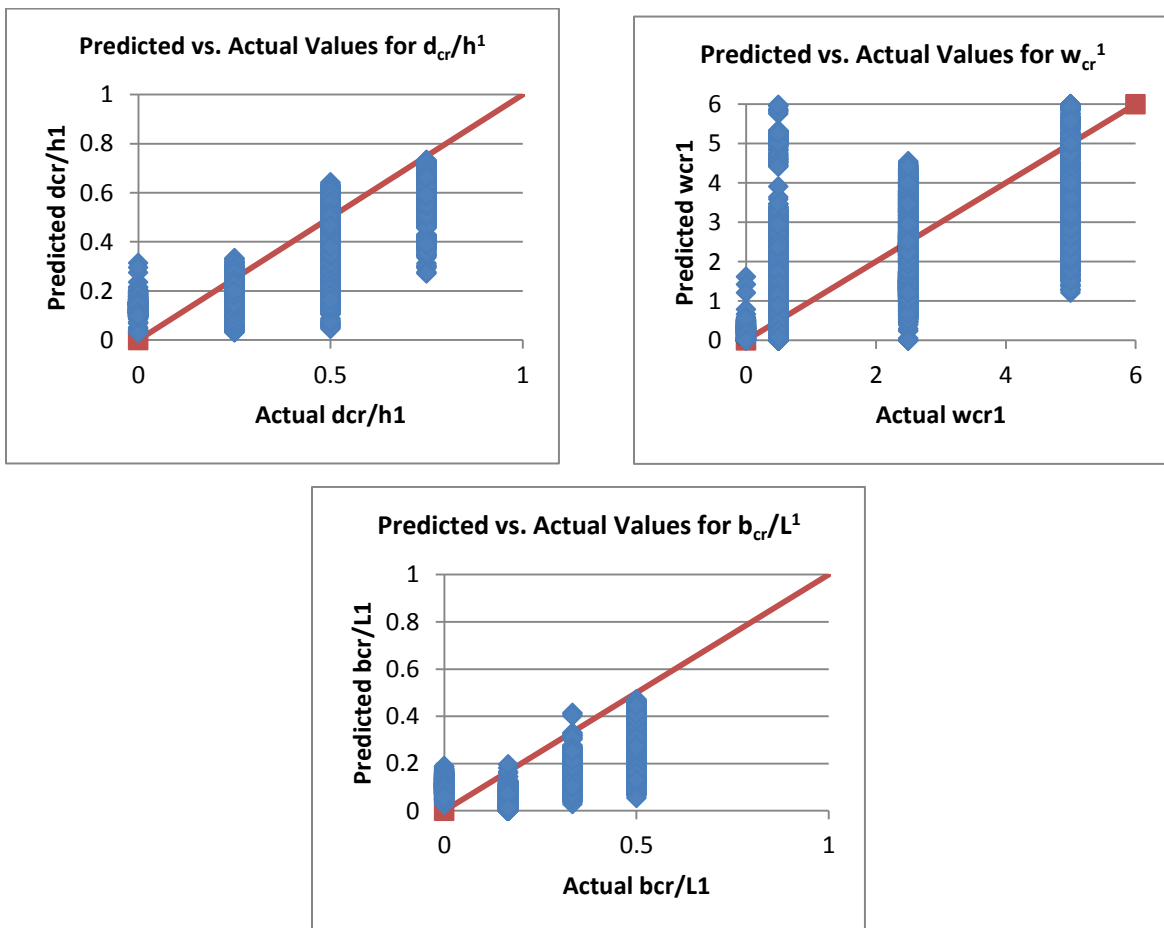 Predicted vs. Actual Values for d_cr/h¹
Predicted dcr/h1
1
0.8
0.6
0.4
0.2
0
0 0.5 1
Actual dcr/h1
Predicted vs. Actual Values for w_cr¹
Predicted wcr1
6
5
4
3
2
1
0
0 2 4 6
Actual wcr1
Predicted vs. Actual Values for b_cr/L¹
Predicted bcr/L1
1
0.8
0.6
0.4
0.2
0
0 0.5 1
Actual bcr/L1